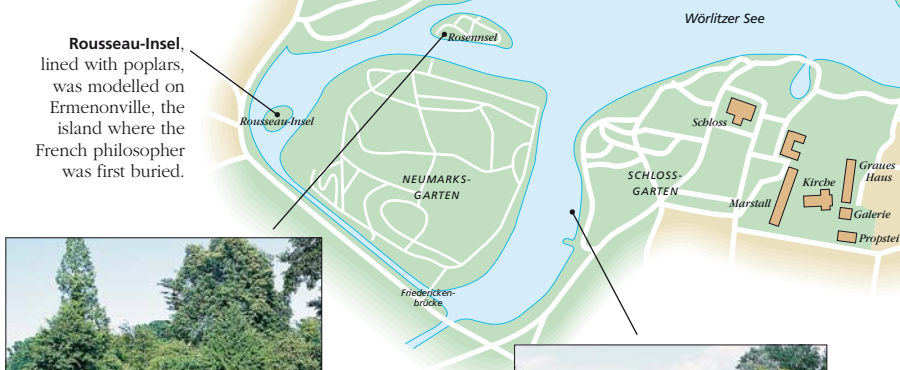 Rousseau-Insel,
lined with poplars,
was modelled on
Ermenonville, the
island where the
French philosopher
was first buried.
Wörlitzer See
Rosennsel
Rousseau-Insel
NEUMARKS-
GARTEN
SCHLOSS-
GARTEN
Schloss
Marstall
Kirche
Graues
Haus
Galerie
Propstei
Friedericken-
brücke